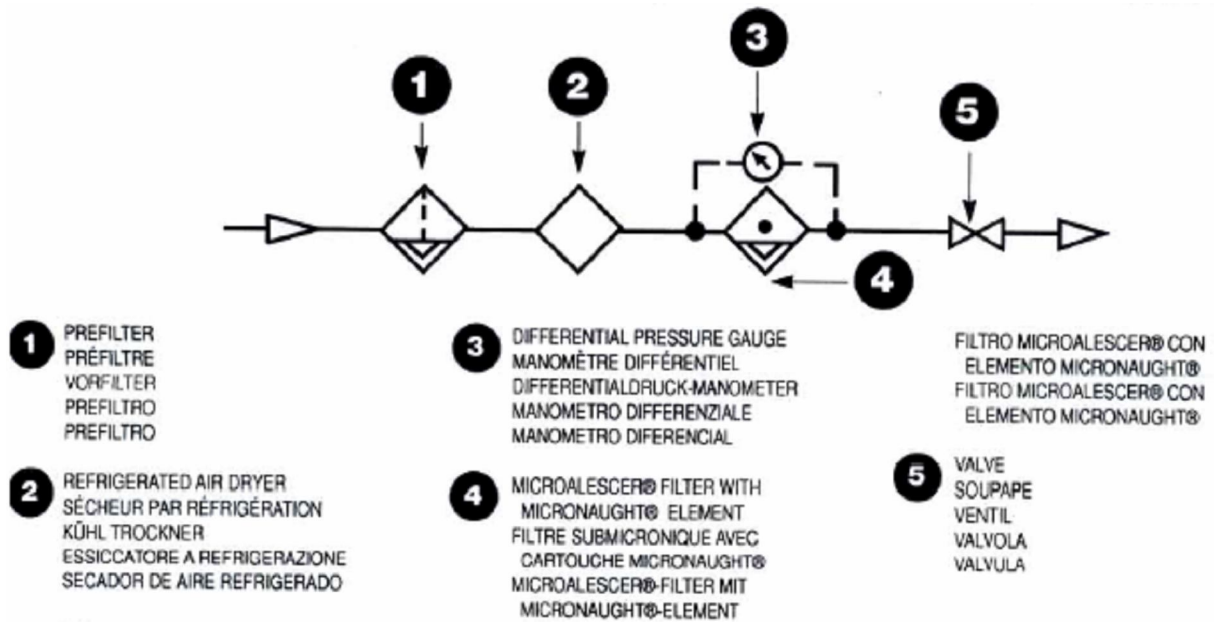 1
2
3
4
5
1
PREFILTER
PRÉFILTRE
VORFILTER
PREFILTRO
PREFILTRO
2
REFRIGERATED AIR DRYER
SÉCHEUR PAR RÉFRIGÉRATION
KÜHL TROCKNER
ESSICCATORE A REFRIGERAZIONE
SECADOR DE AIRE REFRIGERADO
3
DIFFERENTIAL PRESSURE GAUGE
MANOMÈTRE DIFFÉRENTIEL
DIFFERENTIALDRUCK-MANOMETER
MANOMETRO DIFFERENZIALE
MANOMETRO DIFERENCIAL
4
MICROALESCER® FILTER WITH
MICRONAUGHT® ELEMENT
FILTRE SUBMICRONIQUE AVEC
CARTOUCHE MICRONAUGHT®
MICROALESCER®-FILTER MIT
MICRONAUGHT®-ELEMENT
FILTRO MICROALESCER® CON
ELEMENTO MICRONAUGHT®
FILTRO MICROALESCER® CON
ELEMENTO MICRONAUGHT®
5
VALVE
SOUPAPE
VENTIL
VALVOLA
VALVULA